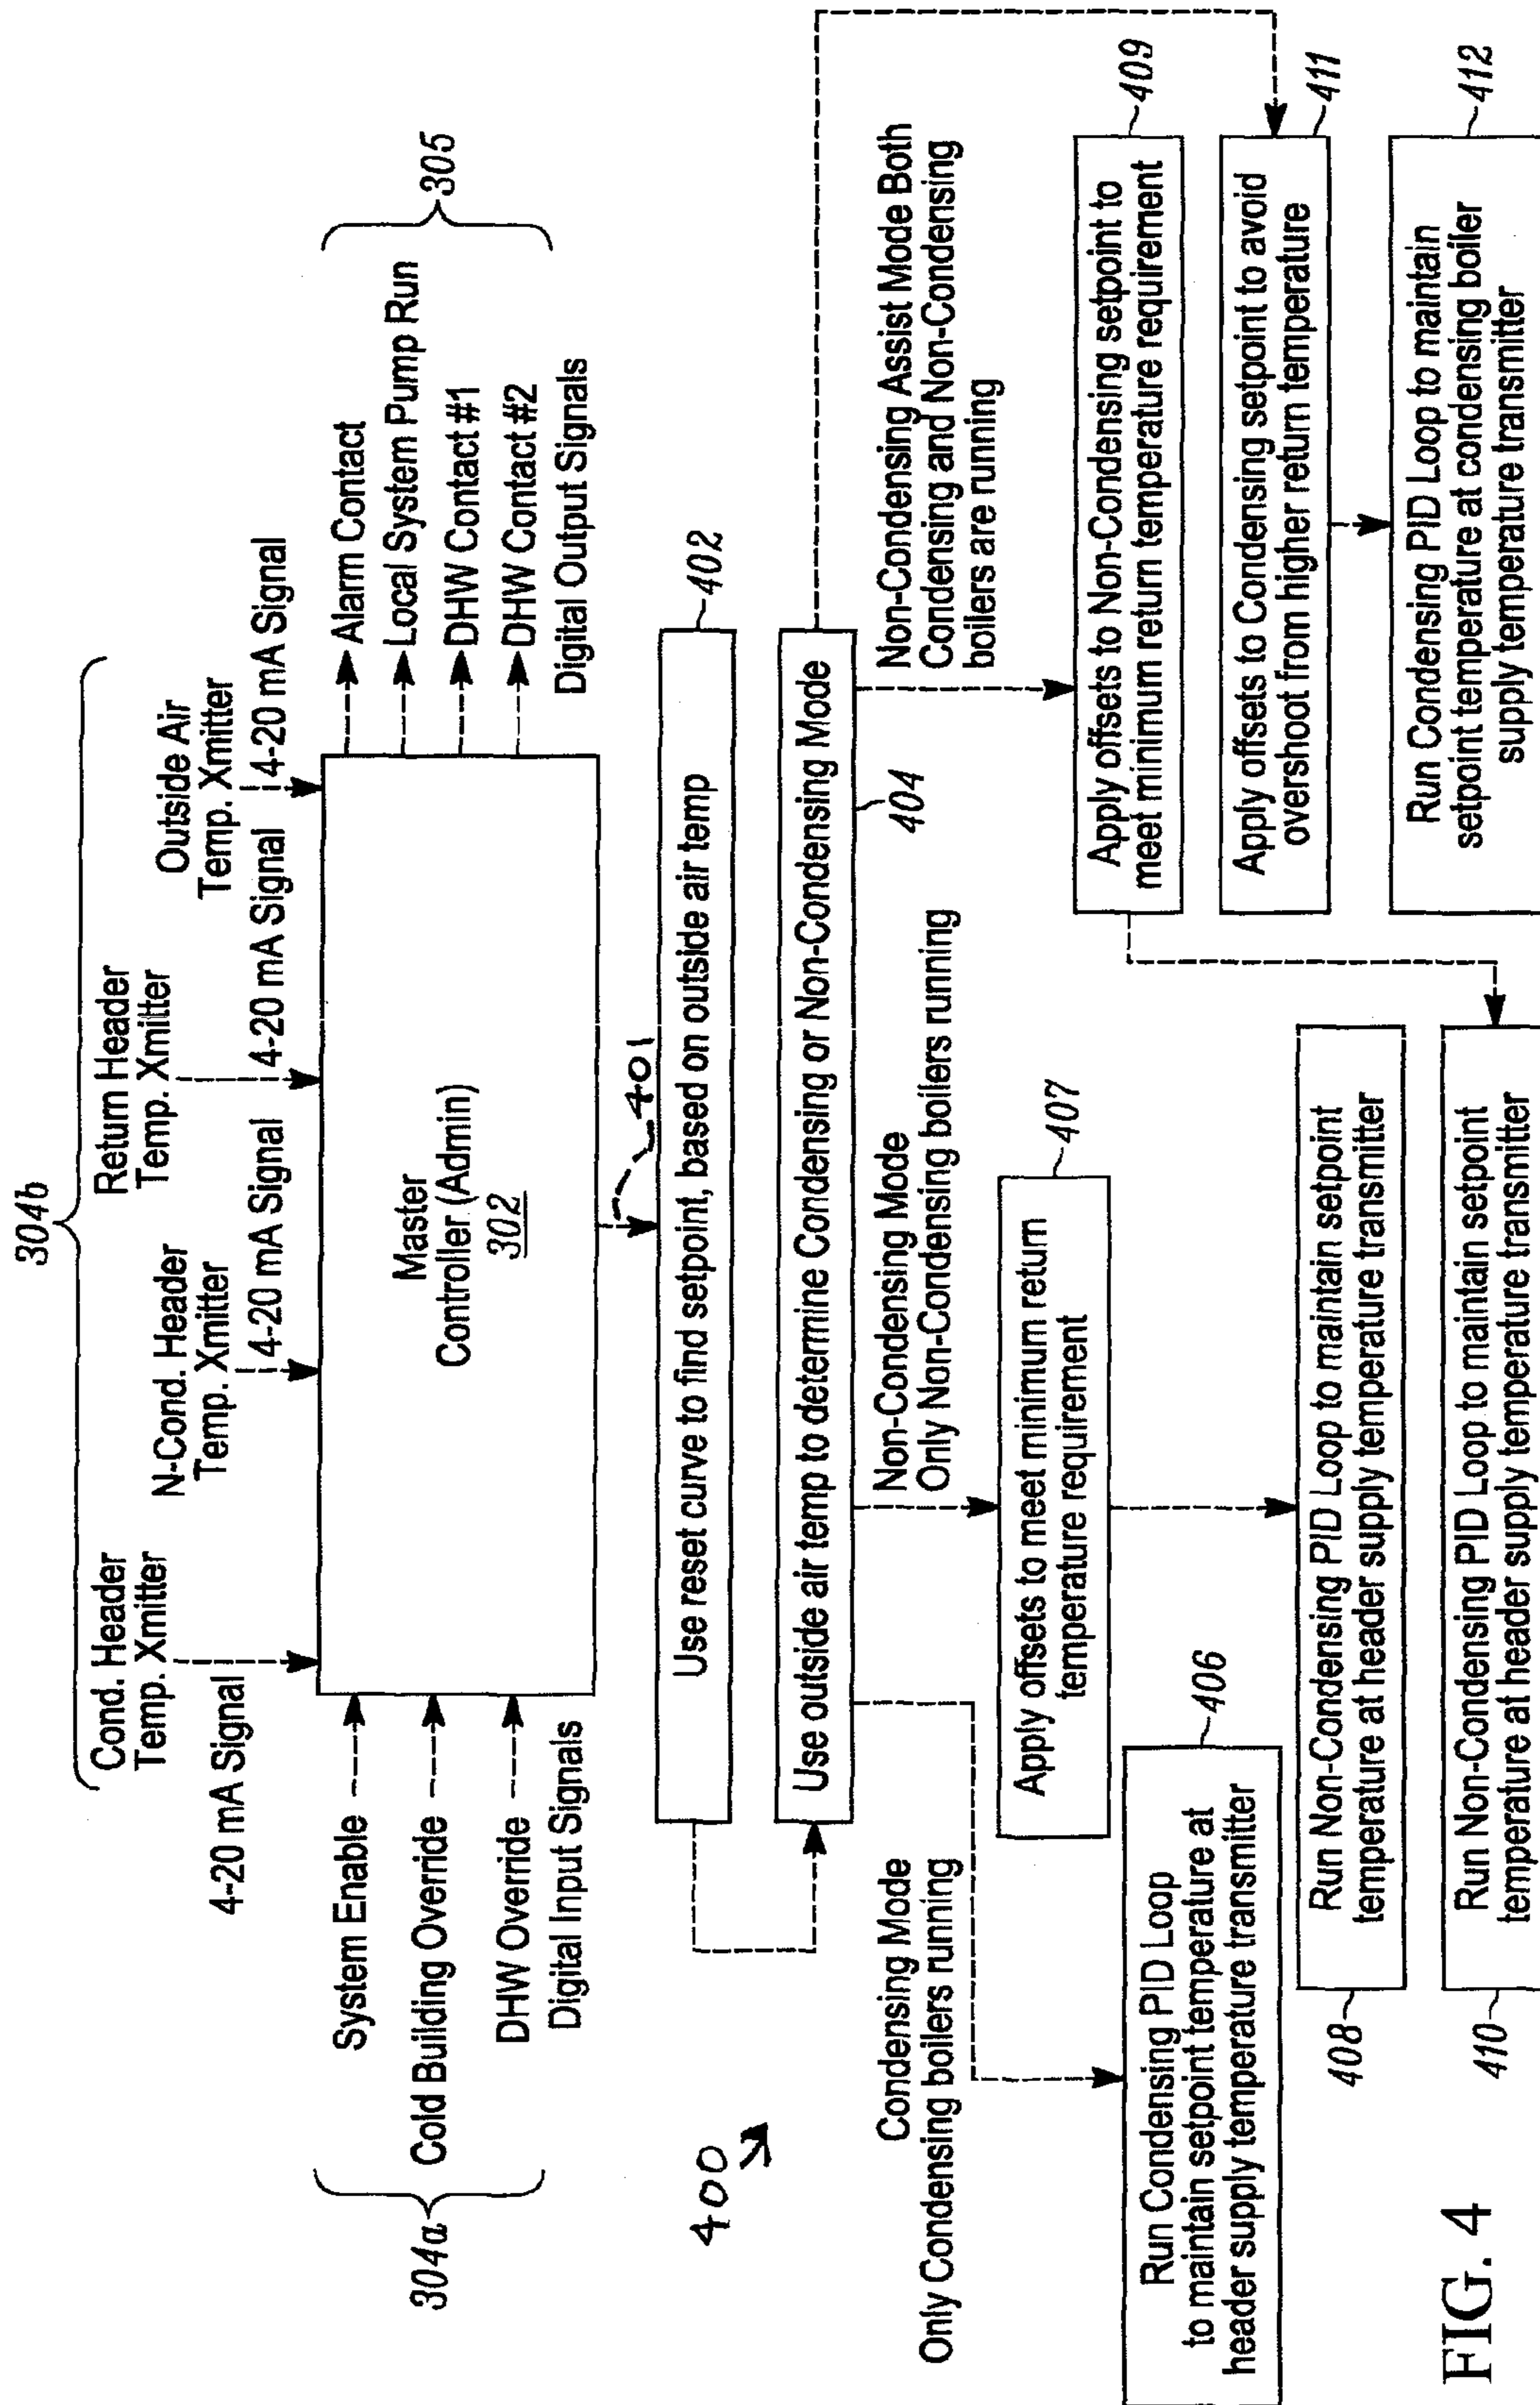 304b
Cond. Header
Temp. Xmitter
4-20 mA Signal
N-Cond. Header
Temp. Xmitter
4-20 mA Signal
Return Header
Temp. Xmitter
4-20 mA Signal
Outside Air
Temp. Xmitter
4-20 mA Signal
304a
System Enable
Cold Building Override
DHW Override
Digital Input Signals
Master
Controller (Admin)
302
Alarm Contact
Local System Pump Run
DHW Contact #1
DHW Contact #2
Digital Output Signals
305
400
401
Use reset curve to find setpoint, based on outside air temp
402
Use outside air temp to determine Condensing or Non-Condensing Mode
404
Condensing Mode
Only Condensing boilers running
Non-Condensing Mode
Only Non-Condensing boilers running
Non-Condensing Assist Mode Both
Condensing and Non-Condensing
boilers are running
Run Condensing PID Loop
to maintain setpoint temperature at
header supply temperature transmitter
406
Apply offsets to meet minimum return
temperature requirement
407
Run Non-Condensing PID Loop to maintain setpoint
temperature at header supply temperature transmitter
408
Apply offsets to Non-Condensing setpoint to
meet minimum return temperature requirement
409
Run Non-Condensing PID Loop to maintain setpoint
temperature at header supply temperature transmitter
410
Apply offsets to Condensing setpoint to avoid
overshoot from higher return temperature
411
Run Condensing PID Loop to maintain
setpoint temperature at condensing boiler
supply temperature transmitter
412
FIG. 4